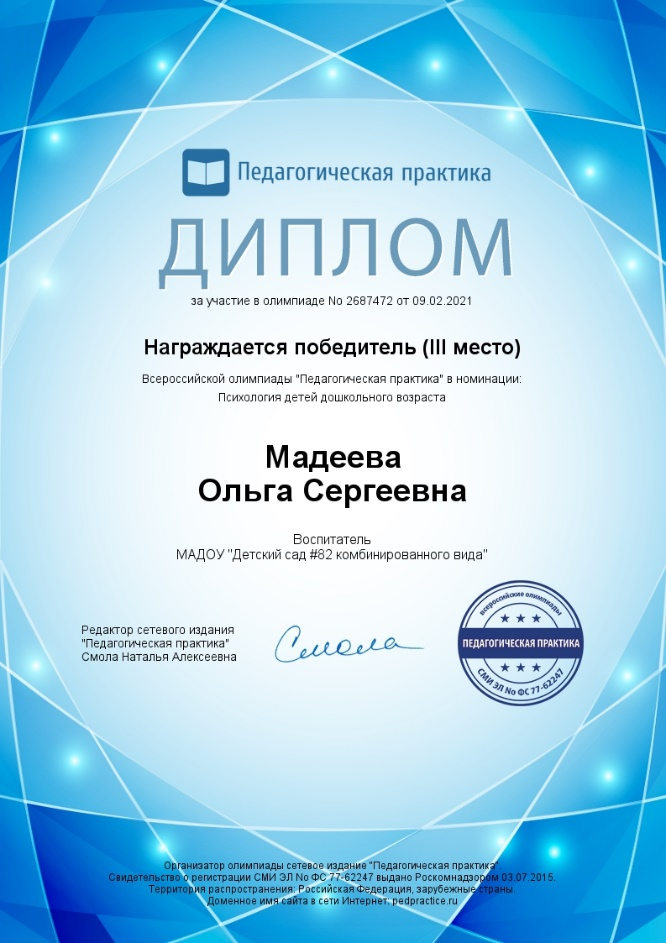 Педагогическая практика
ДИПЛОМ
за участие в олимпиаде No 2687472 от 09.02.2021
Награждается победитель (III место)
Всероссийской олимпиады "Педагогическая практика" в номинации:
Психология детей дошкольного возраста
Мадеева
Ольга Сергеевна
Воспитатель
МАДОУ "Детский сад #82 комбинированного вида"
Редактор сетевого издания
"Педагогическая практика"
Смола Наталья Алексеевна
Смола
Всероссийские олимпиады
ПЕДАГОГИЧЕСКАЯ ПРАКТИКА
СМИ ЭЛ No ФС 77-62247
Организатор олимпиады сетевое издание "Педагогическая практика"
Свидетельство о регистрации СМИ ЭЛ No ФС 77-62247 выдано Роскомнадзором 03.07.2015.
Территория распространения: Российская Федерация, зарубежные страны.
Доменное имя сайта в сети Интернет: pedpractice.ru